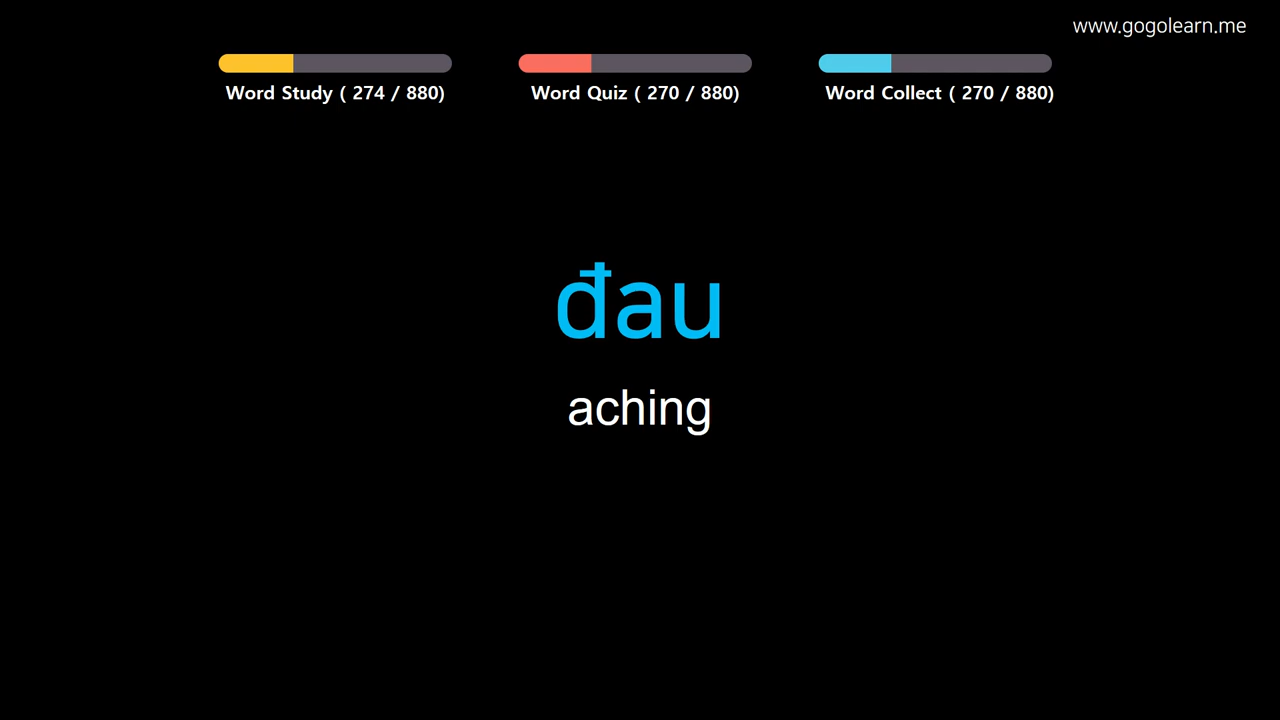 www.gogolearn.me
Word Study ( 274 / 880)
Word Quiz ( 270 / 880)
Word Collect ( 270 / 880)
đau
aching